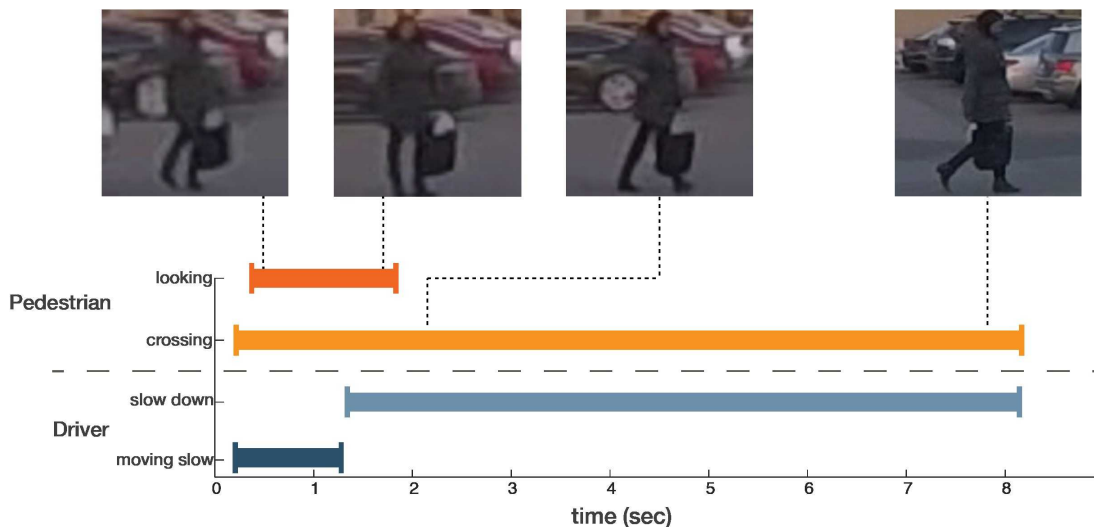 looking
Pedestrian
crossing
slow down
Driver
moving slow
0 1 2 3 4 5 6 7 8
time (sec)